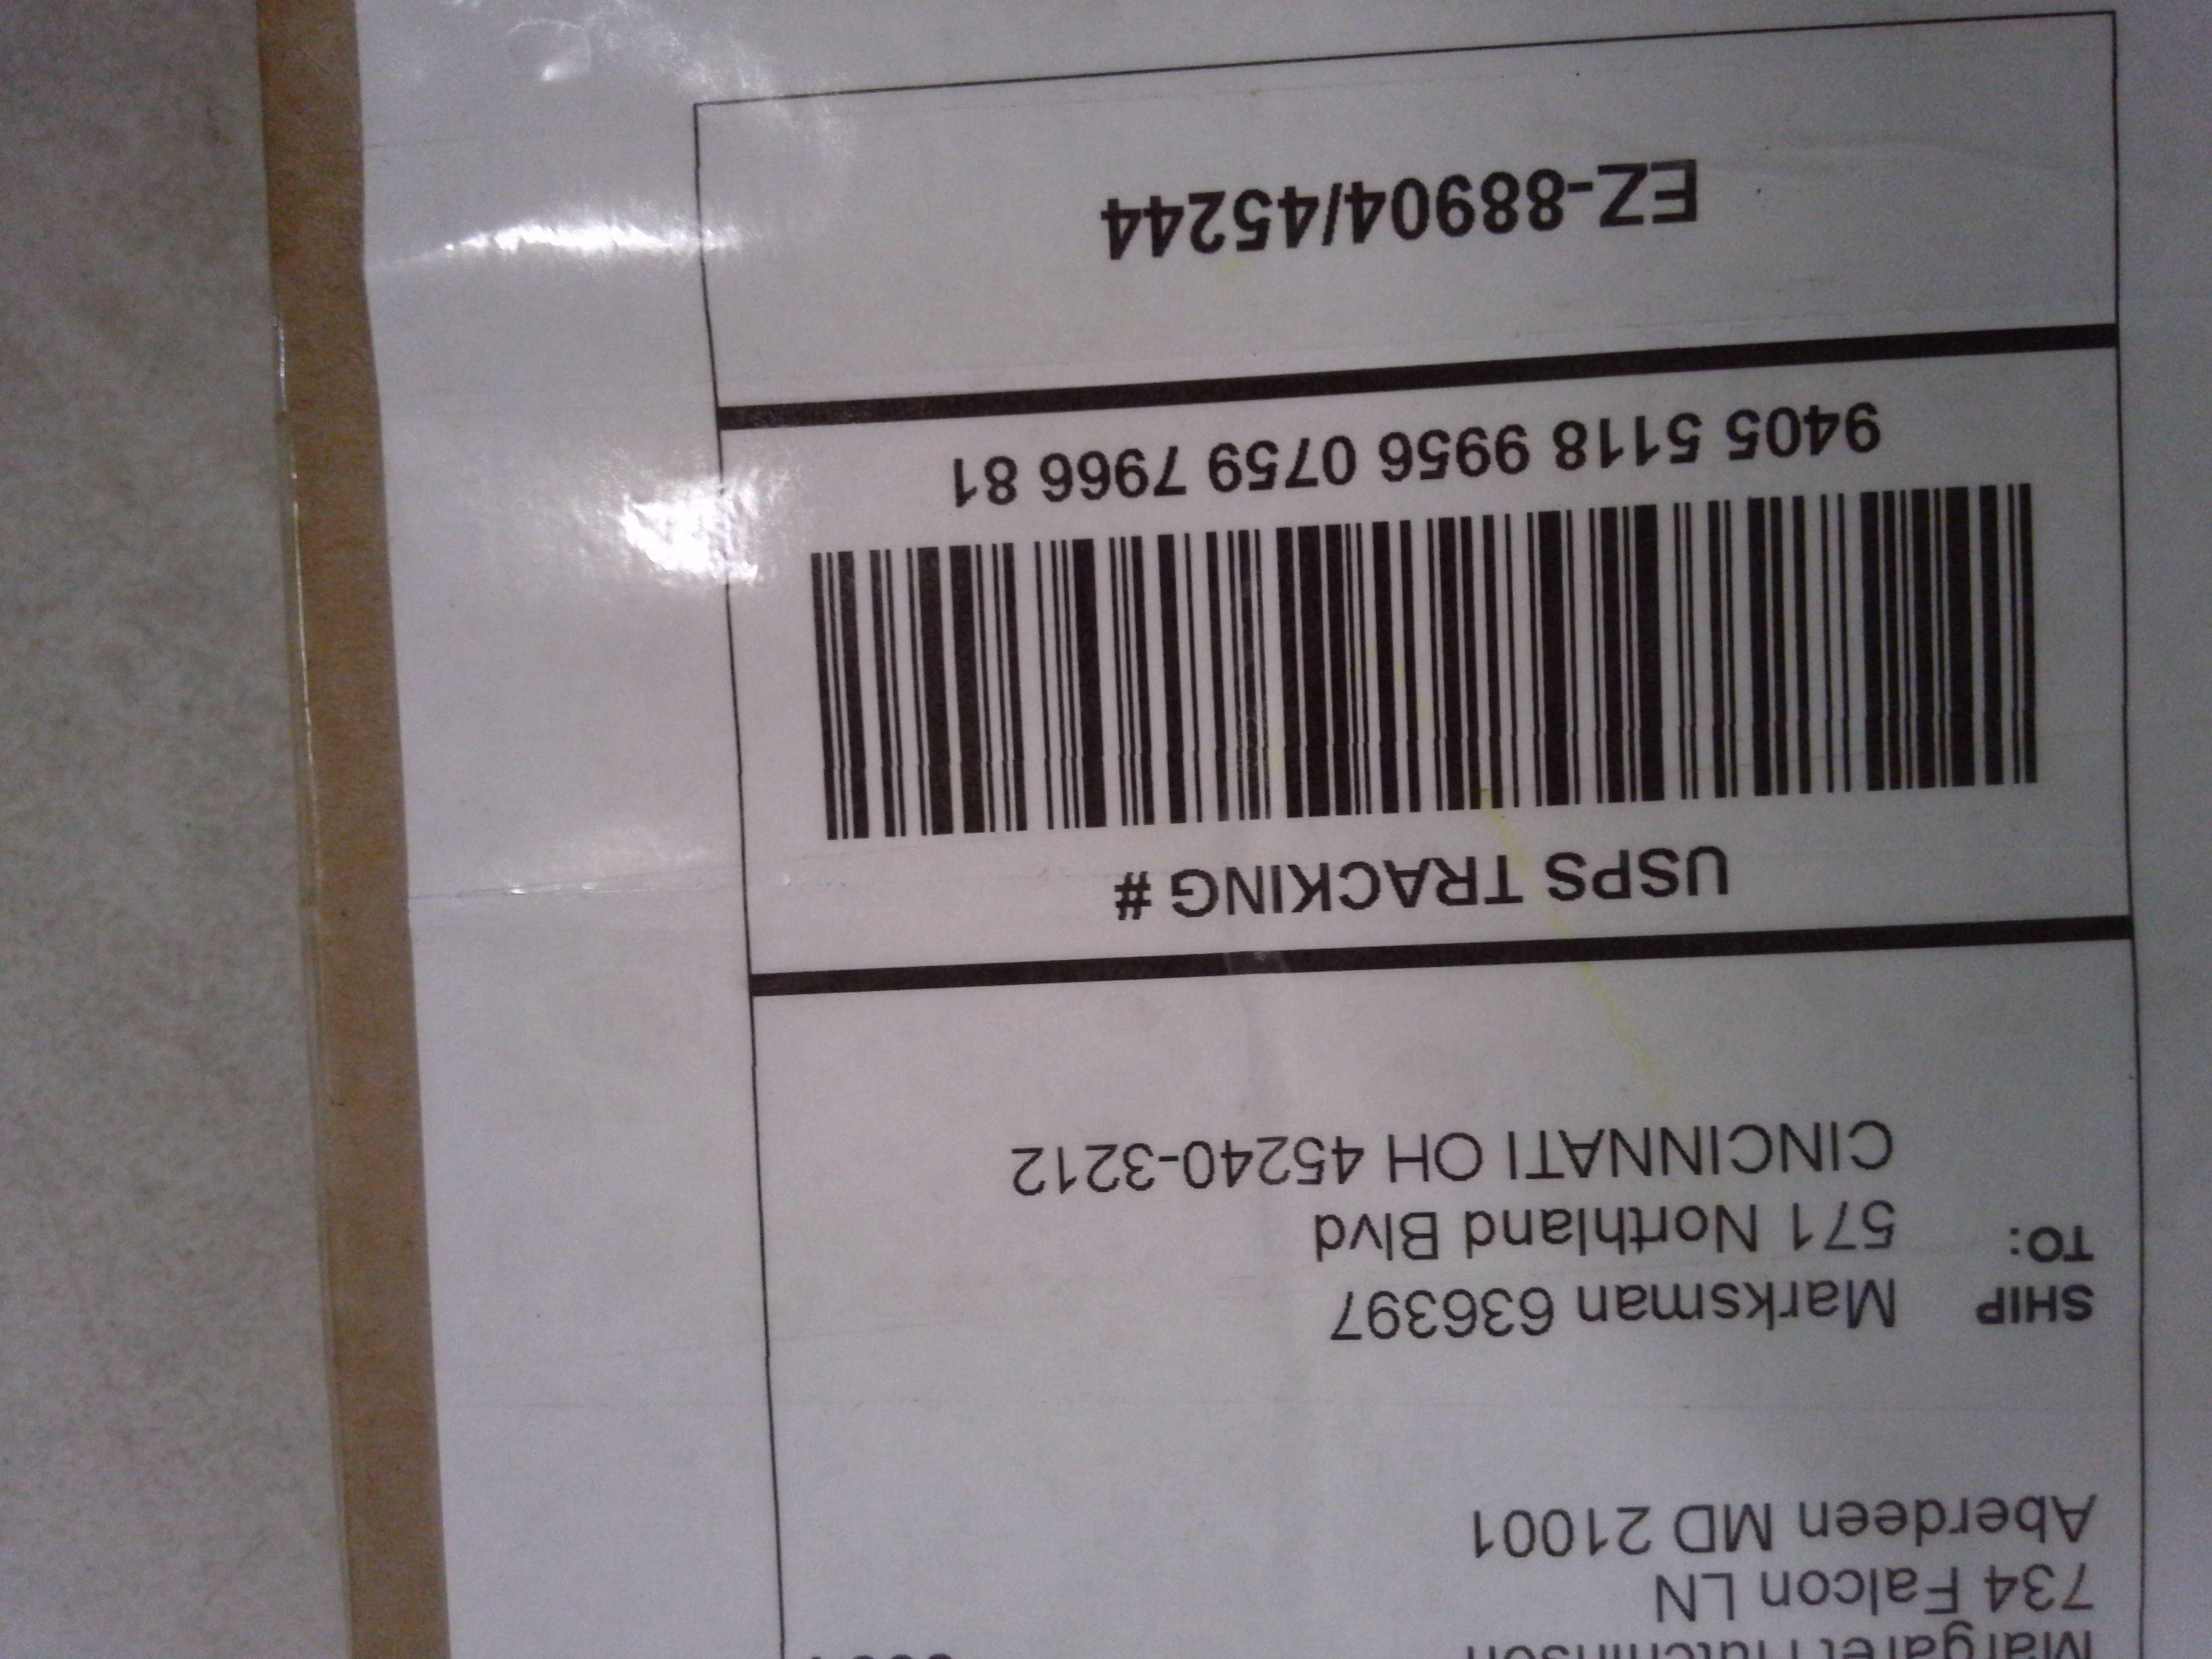 734 Falcon LN
Aberdeen MD 21001
SHIP TO:
Marksman 636397
571 Northland Blvd
CINCINNATI OH 45240-3212
USPS TRACKING #
9405 5118 9956 0759 7966 81
EZ-88904/45244